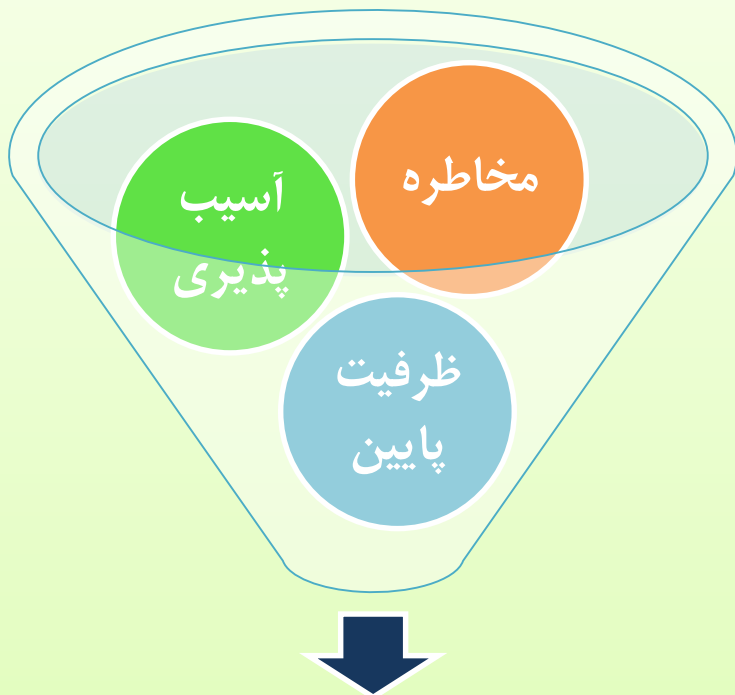 مخاطره
آسیب
پذیری
ظرفیت
پایین